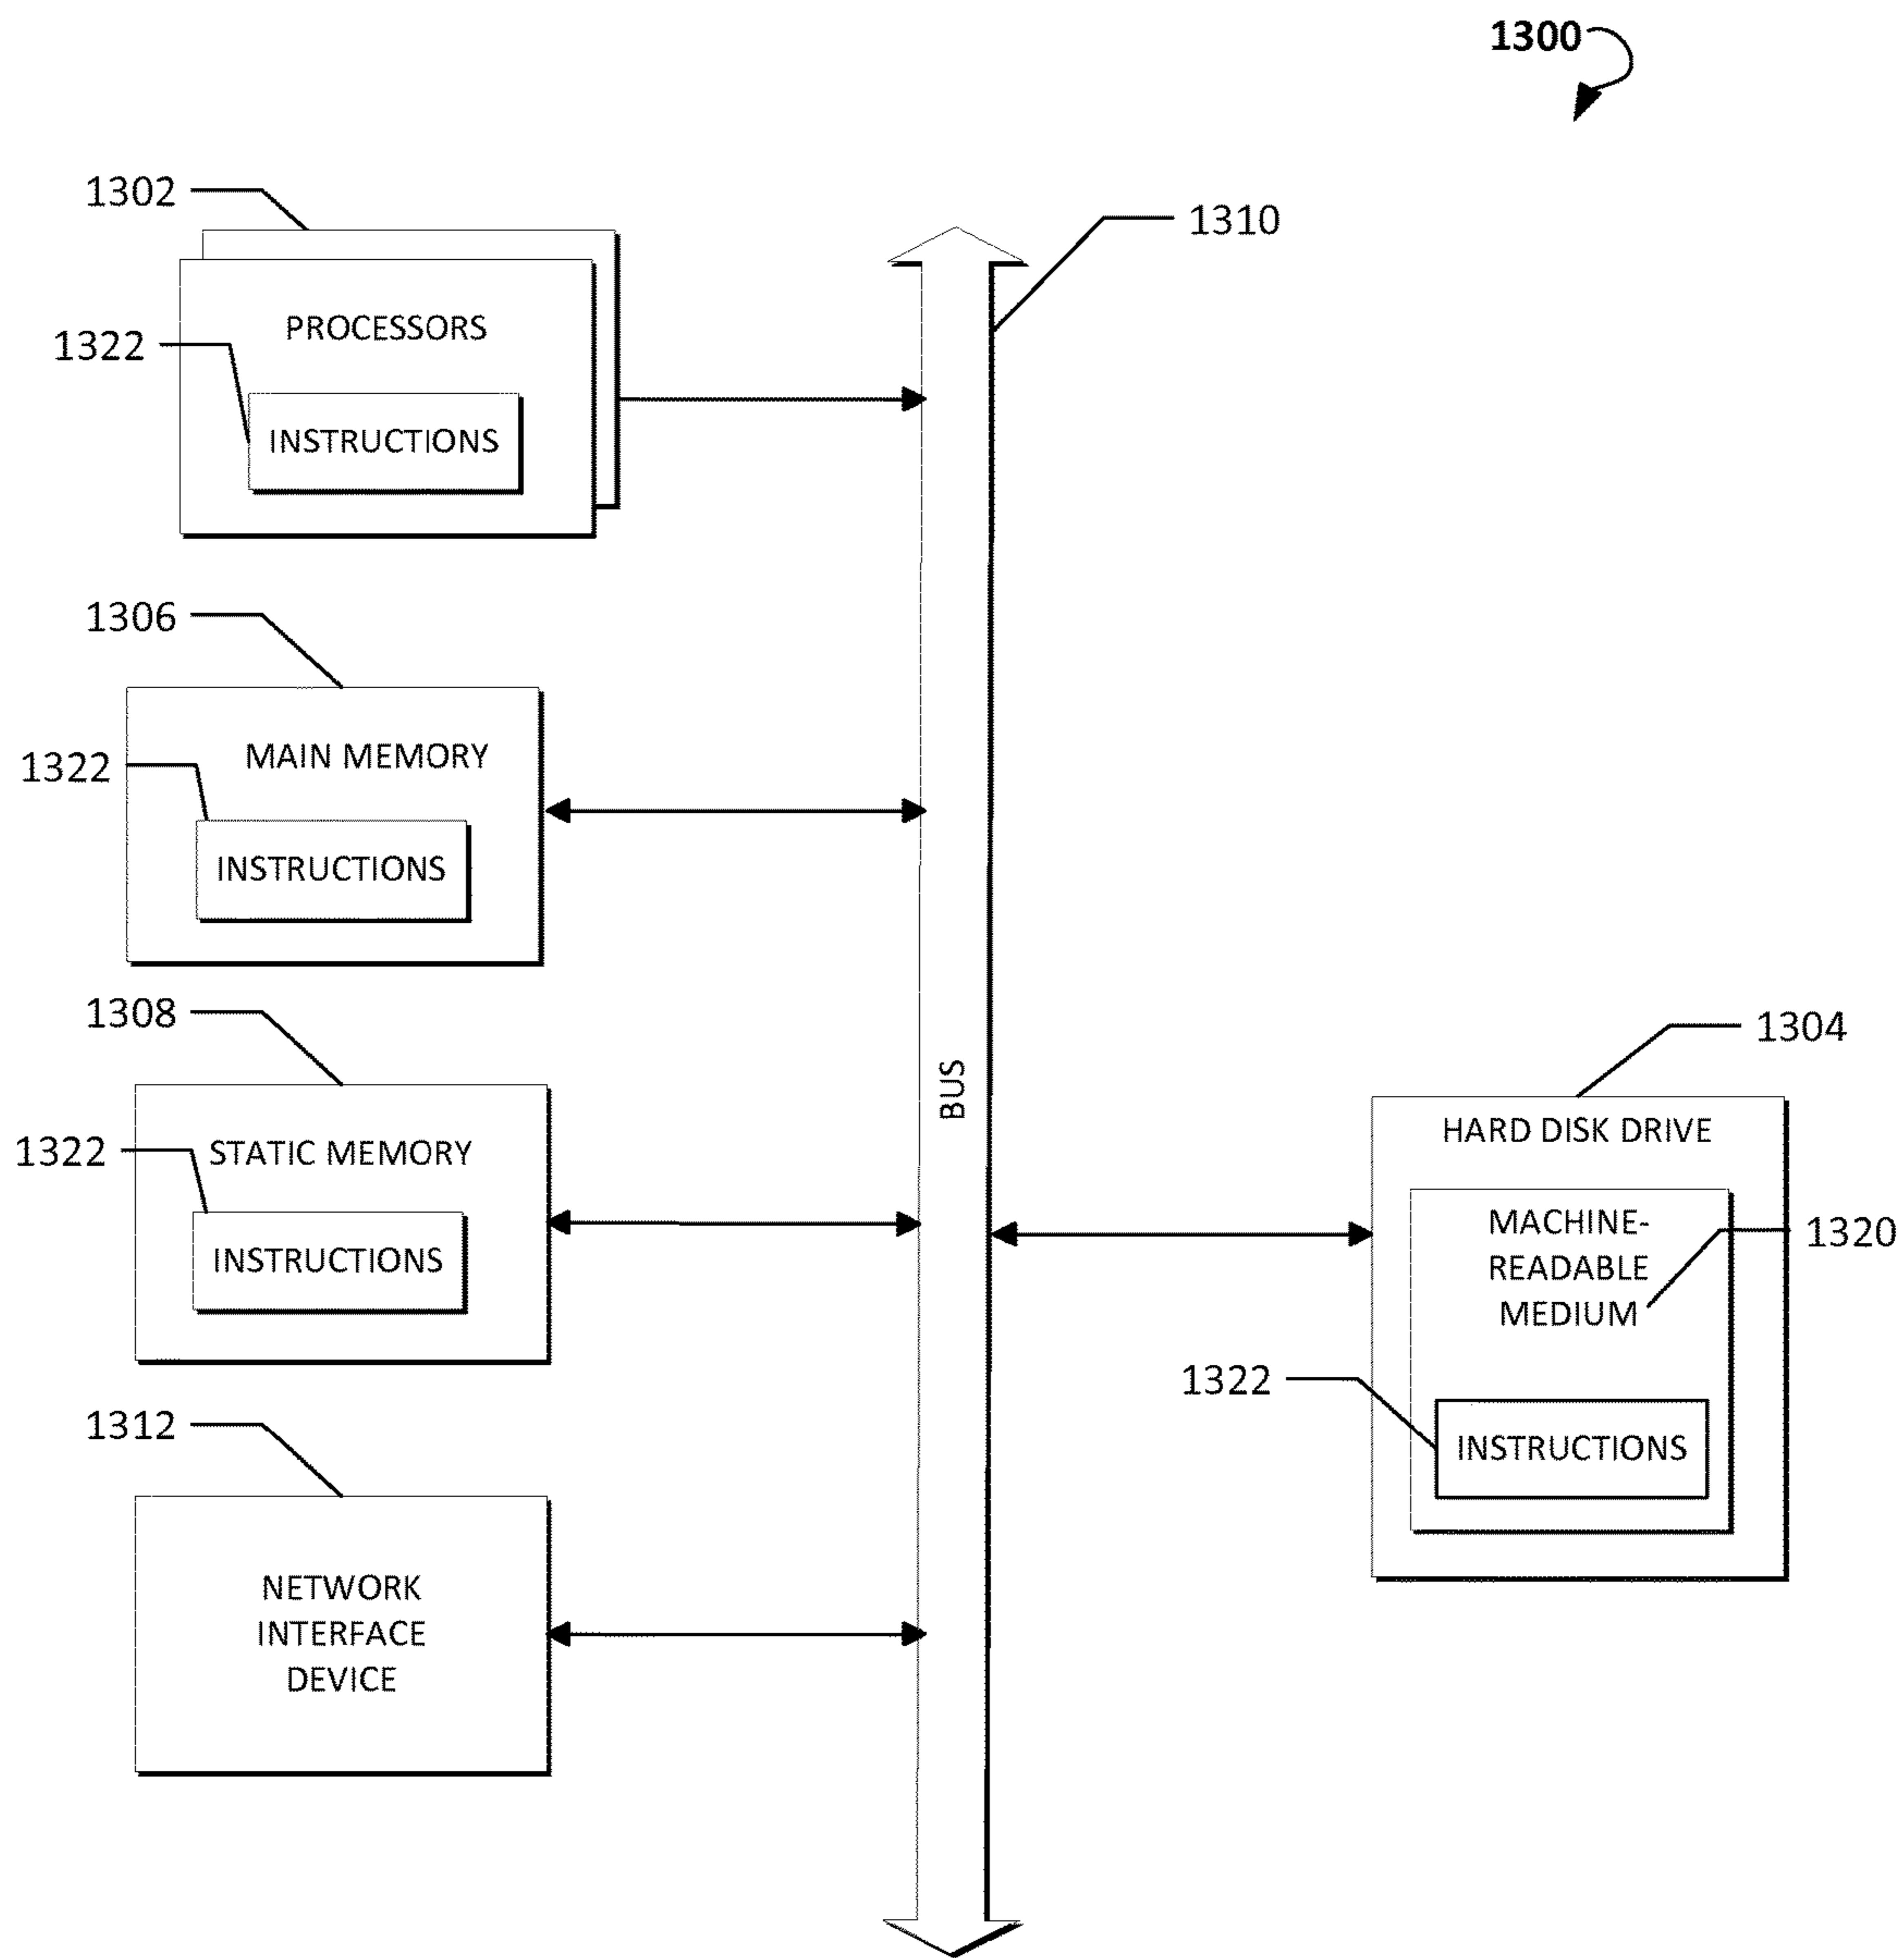 1300
1302
1310
PROCESSORS
1322
INSTRUCTIONS
1306
MAIN MEMORY
1322
INSTRUCTIONS
1308
STATIC MEMORY
1322
INSTRUCTIONS
BUS
1304
HARD DISK DRIVE
MACHINE-
READABLE
MEDIUM
1320
1322
INSTRUCTIONS
1312
NETWORK
INTERFACE
DEVICE